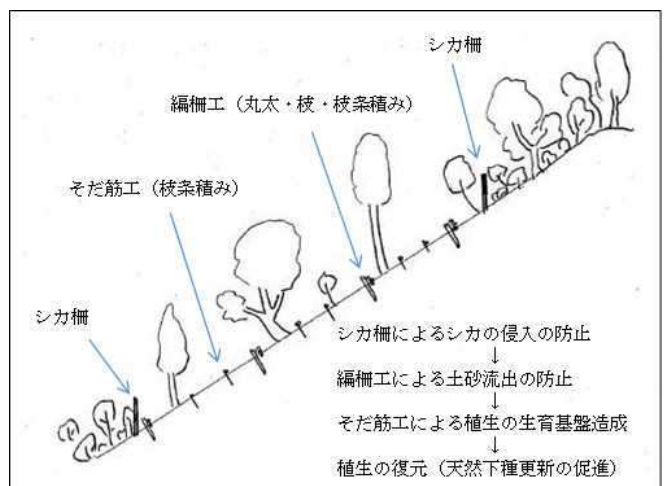 シカ柵
編柵工（丸太・枝・枝条積み）
そだ筋工（枝条積み）
シカ柵
シカ柵によるシカの侵入の防止
↓
編柵工による土砂流出の防止
↓
そだ筋工による植生の生育基盤造成
↓
植生の復元（天然下種更新の促進）